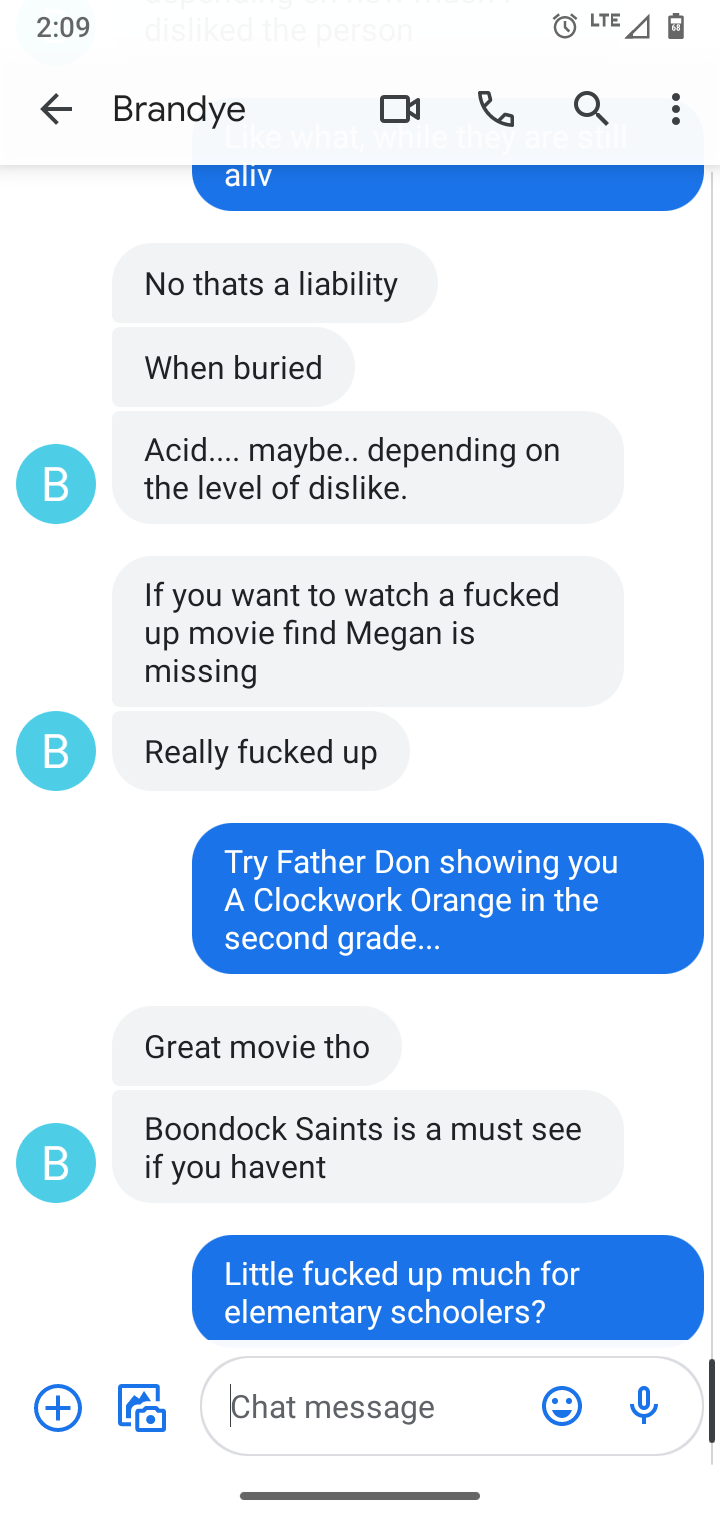 2:09
LTE
68
disliked the person
Brandye
Like what, while they are still
aliv
No thats a liability
When buried
Acid.... maybe.. depending on
the level of dislike.
B
If you want to watch a fucked
up movie find Megan is
missing
Really fucked up
B
Try Father Don showing you
A Clockwork Orange in the
second grade...
Great movie tho
Boondock Saints is a must see
if you havent
B
Little fucked up much for
elementary schoolers?
Chat message